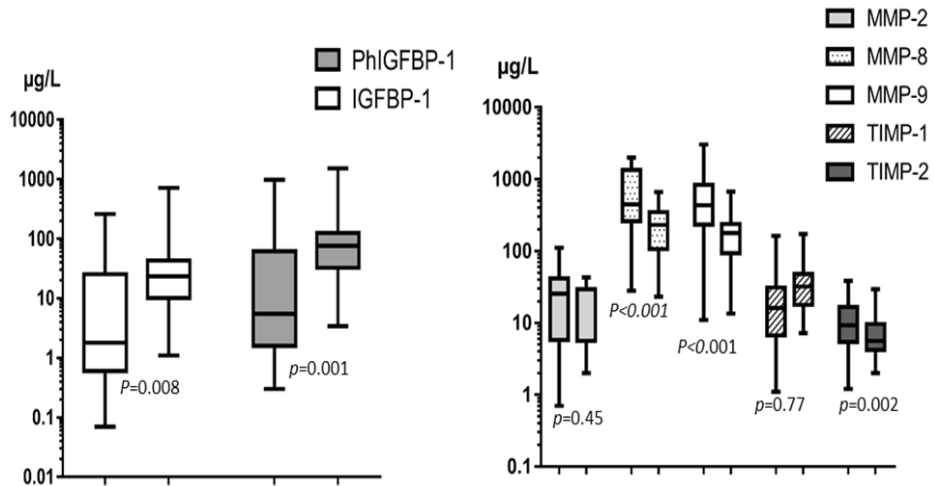 µg/L
PhIGFBP-1
IGFBP-1
10000
1000
100
10
1
0.1
0.01
P=0.008
p=0.001
µg/L
MMP-2
MMP-8
MMP-9
TIMP-1
TIMP-2
10000
1000
100
10
1
0.1
p=0.45
P<0.001
P<0.001
p=0.77
p=0.002